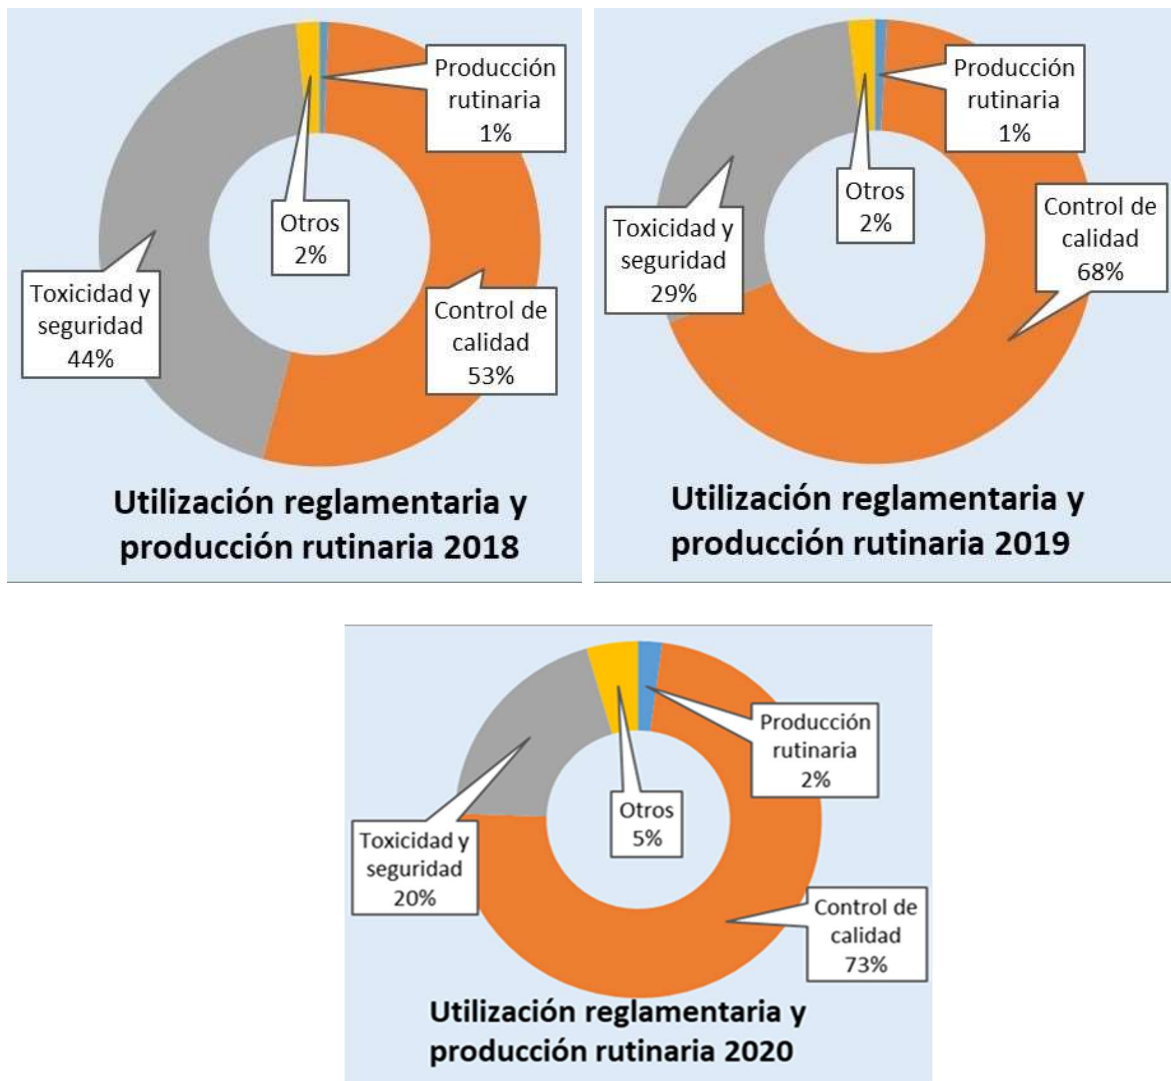 Producción
rutinaria
1%
Otros
2%
Toxicidad y
seguridad
44%
Control de
calidad
53%
Utilización reglamentaria y
producción rutinaria 2018
Producción
rutinaria
1%
Otros
2%
Toxicidad y
seguridad
29%
Control de
calidad
68%
Utilización reglamentaria y
producción rutinaria 2019
Producción
rutinaria
2%
Otros
5%
Toxicidad y
seguridad
20%
Control de
calidad
73%
Utilización reglamentaria y
producción rutinaria 2020